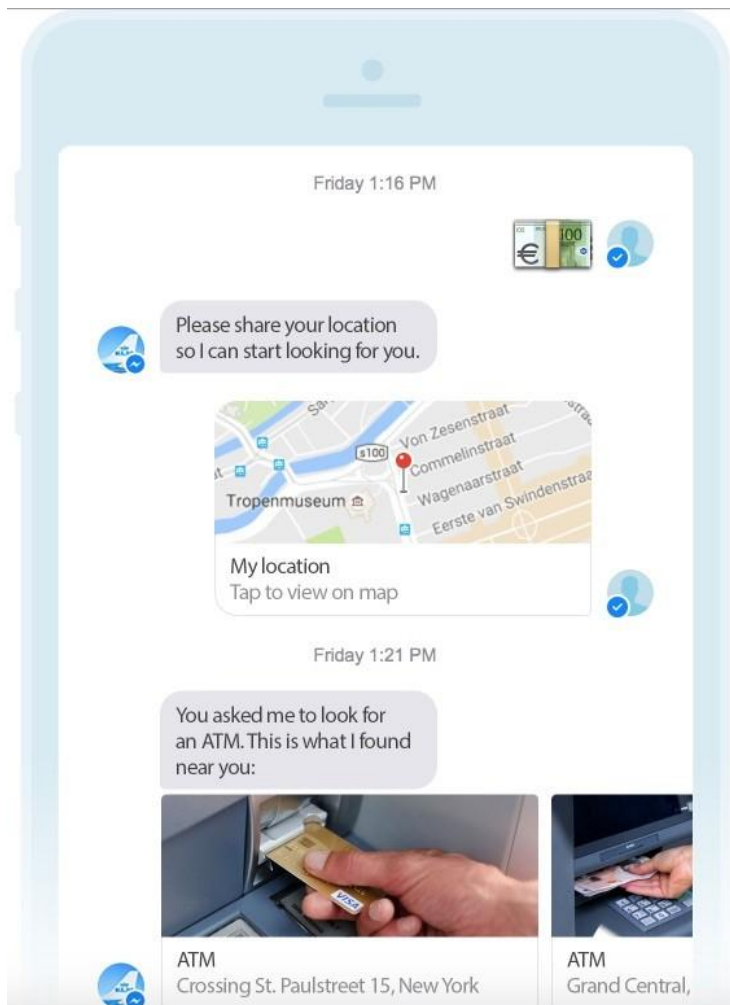 Friday 1:16 PM
€ 100
Please share your location
so I can start looking for you.
s100
Von Zesenstraat
Commelinstraat
Wagenaarstraat
Eerste van Swindenstraa
Tropenmuseum
My location
Tap to view on map
Friday 1:21 PM
You asked me to look for
an ATM. This is what I found
near you:
VISA
ATM
Crossing St. Paulstreet 15, New York
ATM
Grand Central,